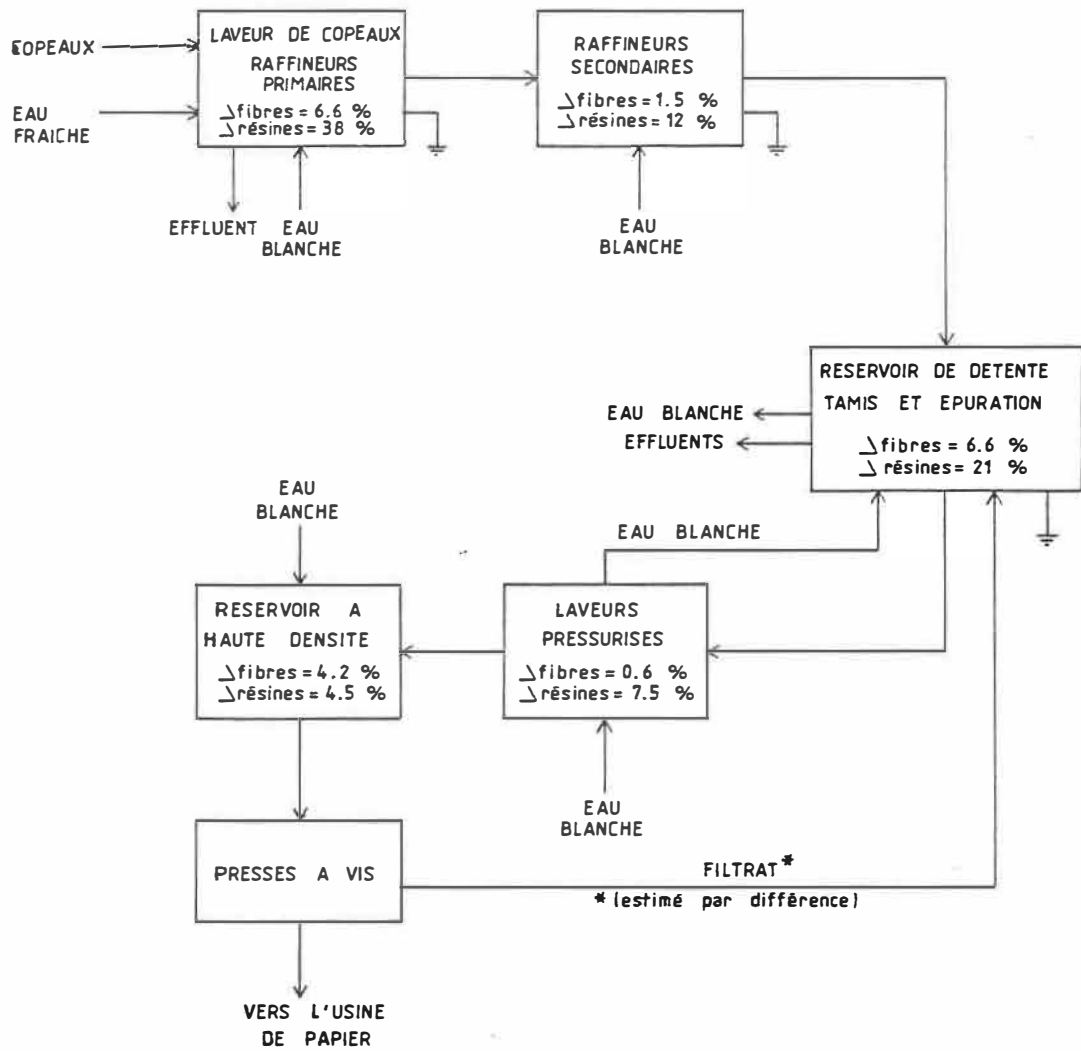 COPEAUX
EAU
FRAICHE
LAVEUR DE COPEAUX
RAFFINEURS
PRIMAIRES
△fibres = 6.6 %
△résines = 38 %
EFFLUENT
EAU
BLANCHE
RAFFINEURS
SECONDAIRES
△fibres = 1.5 %
△résines = 12 %
EAU
BLANCHE
RESERVOIR DE DETENTE
TAMIS ET EPURATION
△fibres = 6.6 %
△résines = 21 %
EAU BLANCHE
EFFLUENTS
EAU BLANCHE
EAU
BLANCHE
RESERVOIR A
HAUTE DENSITE
△fibres = 4.2 %
△résines = 4.5 %
LAVEURS
PRESSURISES
△fibres = 0.6 %
△résines = 7.5 %
EAU
BLANCHE
PRESSES A VIS
FILTRAT*
* (estimé par différence)
VERS L'USINE
DE PAPIER